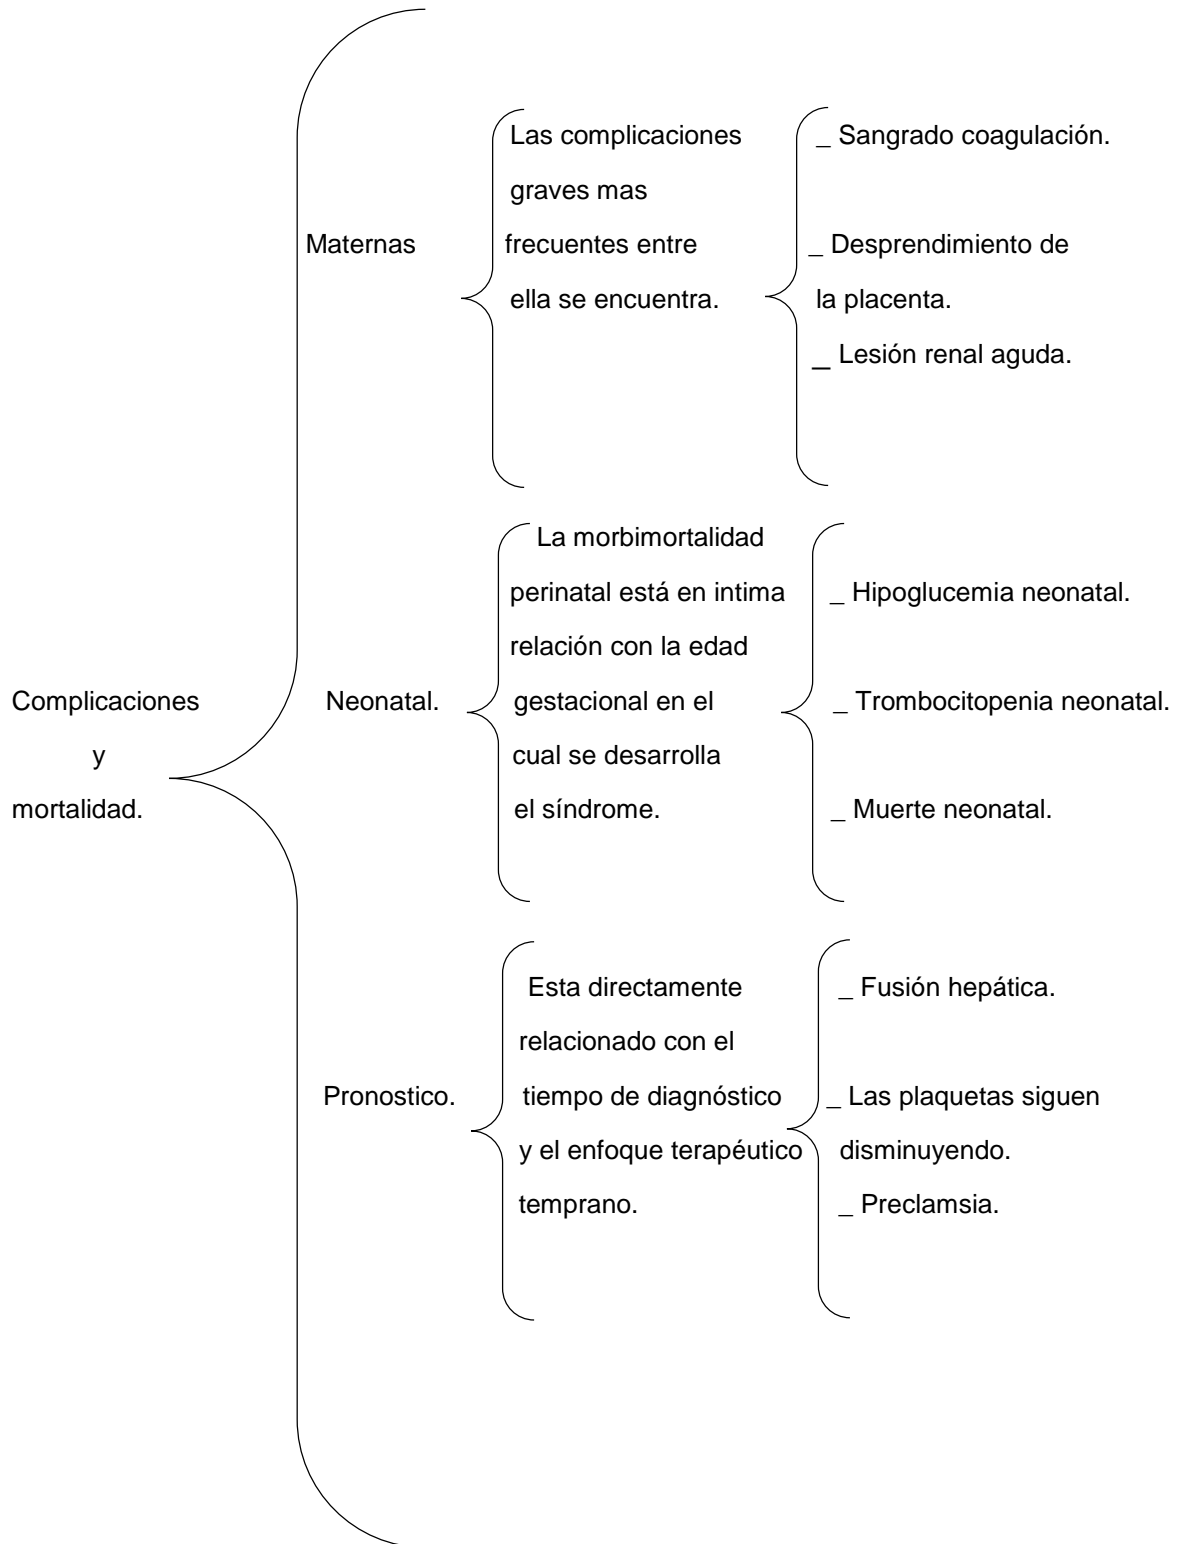 Complicaciones
y
mortalidad.
Maternas
Las complicaciones
graves mas
frecuentes entre
ella se encuentra.
_ Sangrado coagulación.
_ Desprendimiento de
la placenta.
_ Lesión renal aguda.
Neonatal.
La morbimortalidad
perinatal está en intima
relación con la edad
gestacional en el
cual se desarrolla
el síndrome.
_ Hipoglucemia neonatal.
_ Trombocitopenia neonatal.
_ Muerte neonatal.
Pronostico.
Esta directamente
relacionado con el
tiempo de diagnóstico
y el enfoque terapéutico
temprano.
_ Fusión hepática.
_ Las plaquetas siguen
disminuyendo.
_ Preclamsia.